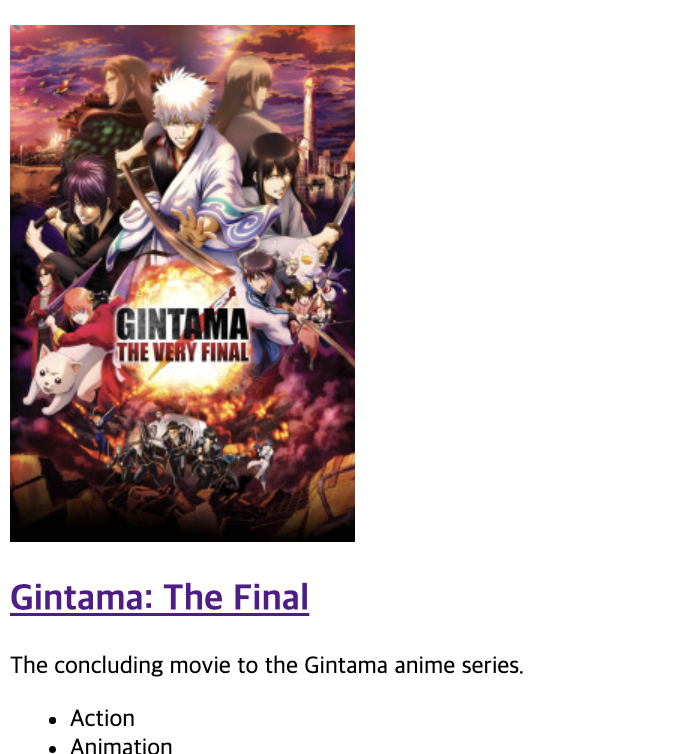 GINTAMA
THE VERY FINAL
Gintama: The Final
The concluding movie to the Gintama anime series.
• Action
• Animation